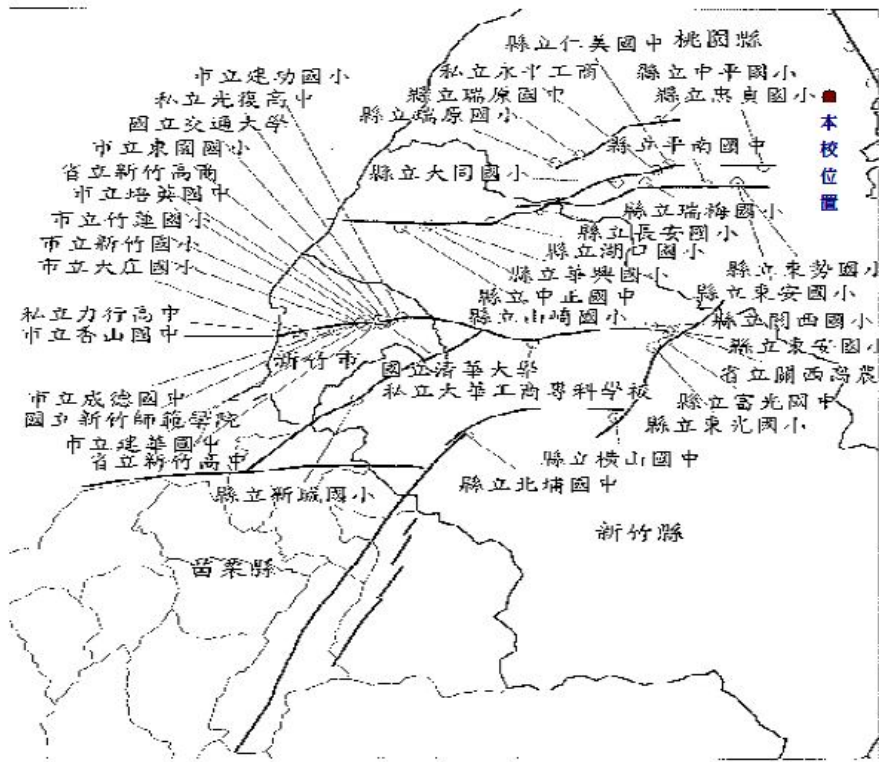 縣立仁美國中
桃園縣
市立建功國小
私立永平工商
縣立中平國小
私立光復高中
縣立瑞原國中
縣立忠貞國小
國立交通大學
縣立瑞原國小
本校位置
市立東園國小
縣立平南國中
省立新竹高商
縣立大同國小
市立培英國中
市立竹蓮國小
縣立瑞梅國小
市立新竹國小
縣立長安國小
縣立湖口國小
市立大庄國小
縣立華興國小
縣立東勢國小
縣立中正國中
縣立東安國小
私立力行高中
縣立山崎國小
縣立關西國小
市立香山國中
縣立東安國小
新竹市
國立清華大學
省立關西高農
私立大華工商專科學校
市立成德國中
縣立富光國中
國立新竹師範學院
縣立東光國小
市立建華國中
省立新竹高中
縣立橫山國中
縣立新城國小
縣立北埔國中
新竹縣
苗栗縣